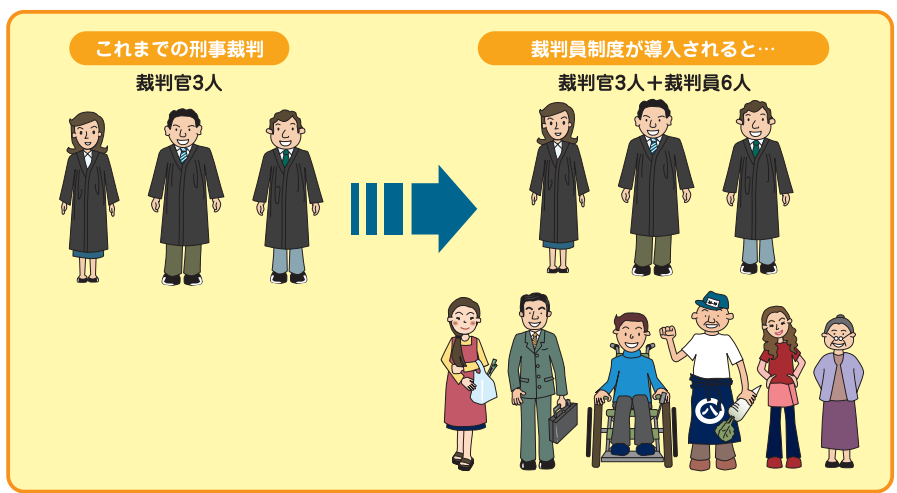 これまでの刑事裁判
裁判官3人
裁判員制度が導入されると…
裁判官3人＋裁判員6人
八